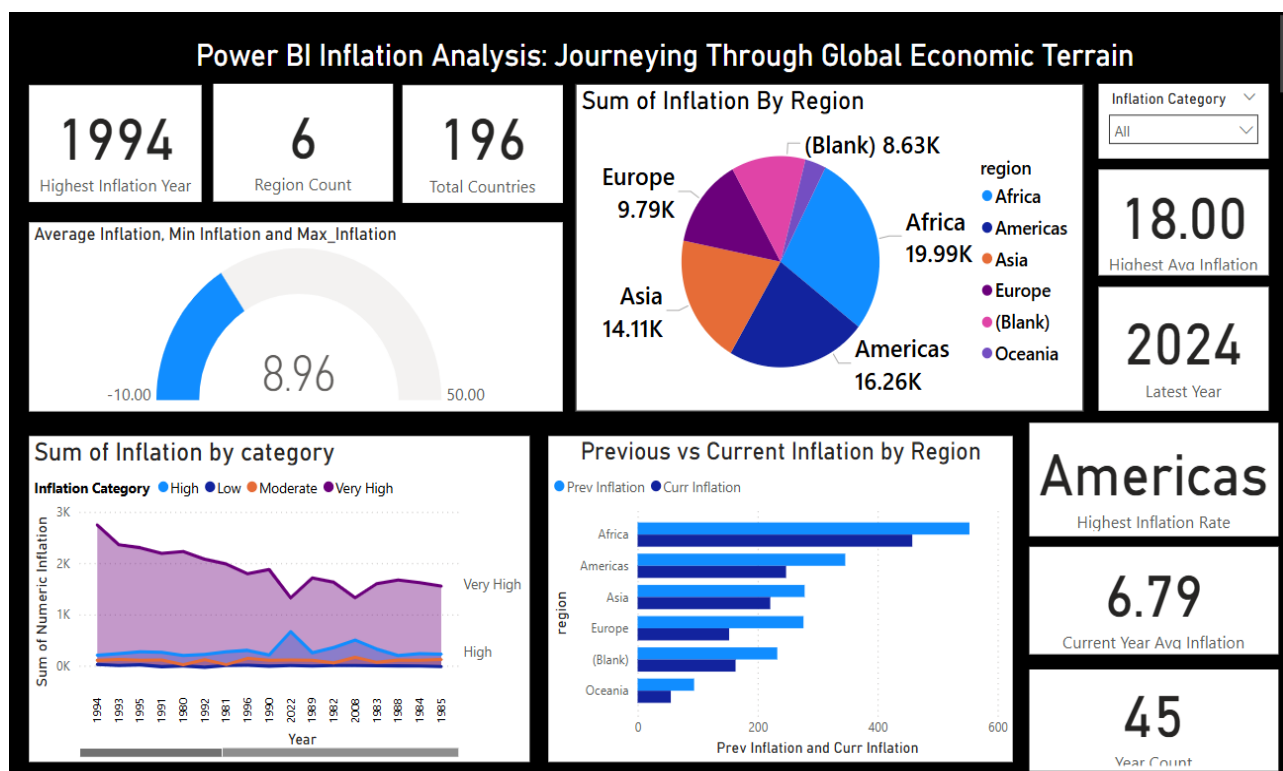 Power BI Inflation Analysis: Journeying Through Global Economic Terrain
1994
Highest Inflation Year
6
Region Count
196
Total Countries
Sum of Inflation By Region
(Blank) 8.63K
Europe
9.79K
Africa
19.99K
Asia
14.11K
Americas
16.26K
region
Africa
Americas
Asia
Europe
(Blank)
Oceania
Inflation Category
All
18.00
Highest Avg Inflation
2024
Latest Year
Average Inflation, Min Inflation and Max_Inflation
8.96
-10.00
50.00
Sum of Inflation by category
Inflation Category High Low Moderate Very High
Sum of Numeric Inflation
3K
2K
1K
0K
Very High
High
1994 1993 1995 1991 1980 1992 1981 1996 1990 2022 1989 1982 2008 1983 1988 1984 1985
Year
Previous vs Current Inflation by Region
Prev Inflation Curr Inflation
region
Africa
Americas
Asia
Europe
(Blank)
Oceania
0 200 400 600
Prev Inflation and Curr Inflation
Americas
Highest Inflation Rate
6.79
Current Year Avg Inflation
45
Year Count